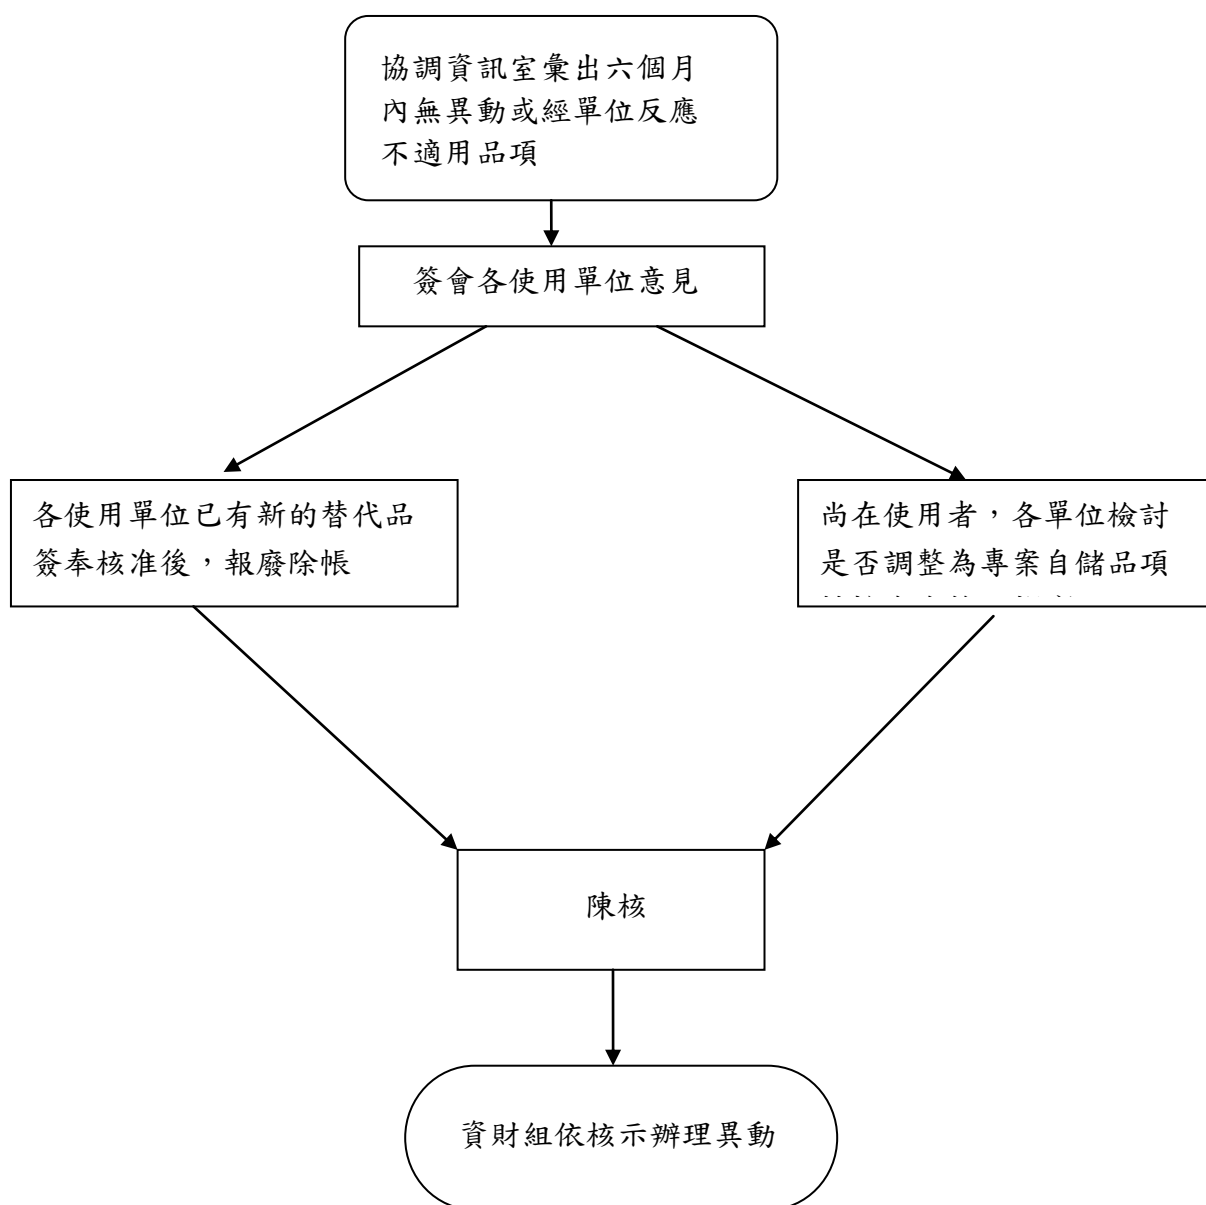 協調資訊室彙出六個月
內無異動或經單位反應
不適用品項
簽會各使用單位意見
各使用單位已有新的替代品
簽奉核准後，報廢除帳
尚在使用者，各單位檢討
是否調整為專案自儲品項
陳核
資財組依核示辦理異動